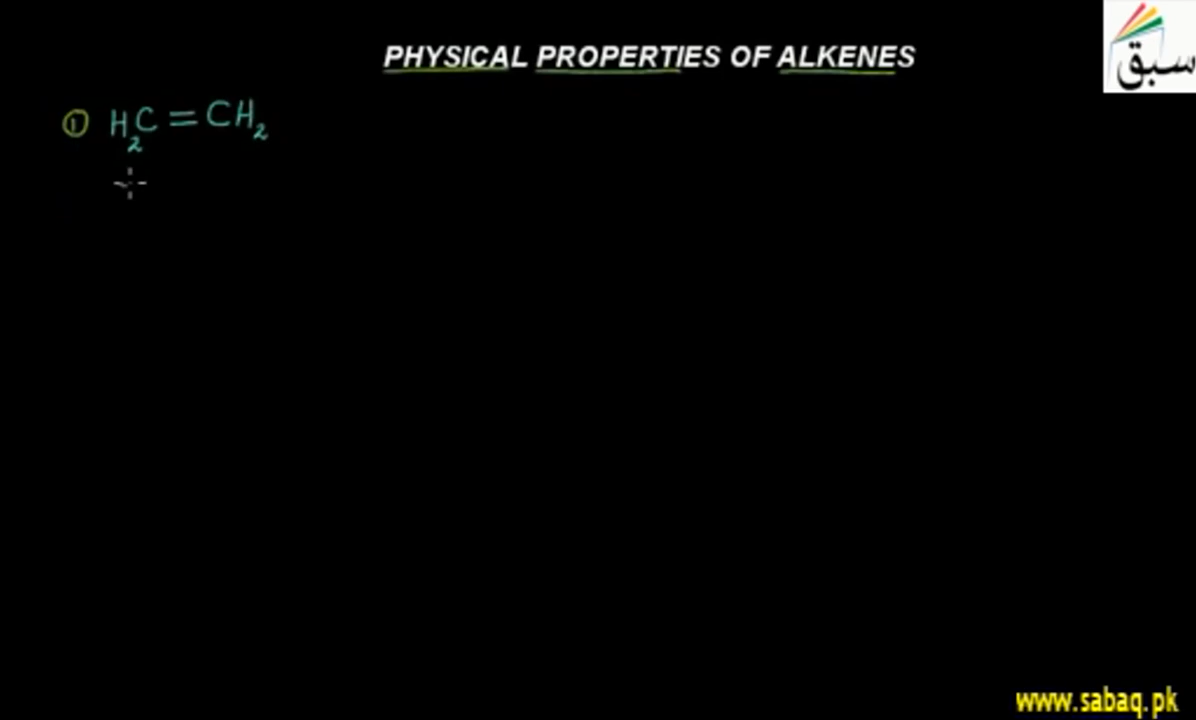 PHYSICAL PROPERTIES OF ALKENES
سبق
① H₂C = CH₂
www.sabaq.pk